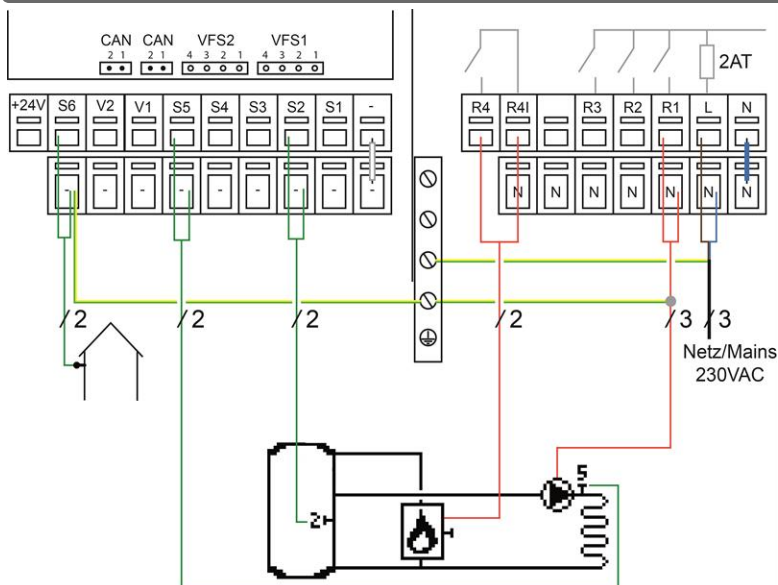 CAN CAN VFS2 VFS1
2 1 2 1 4 3 2 1 4 3 2 1
2AT
+24V S6 V2 V1 S5 S4 S3 S2 S1 - R4 R4I R3 R2 R1 L N
- - - - - - - - - N N N N N N N
/2 /2 /2 /2 /3 /3
Netz/Mains
230VAC
5
2